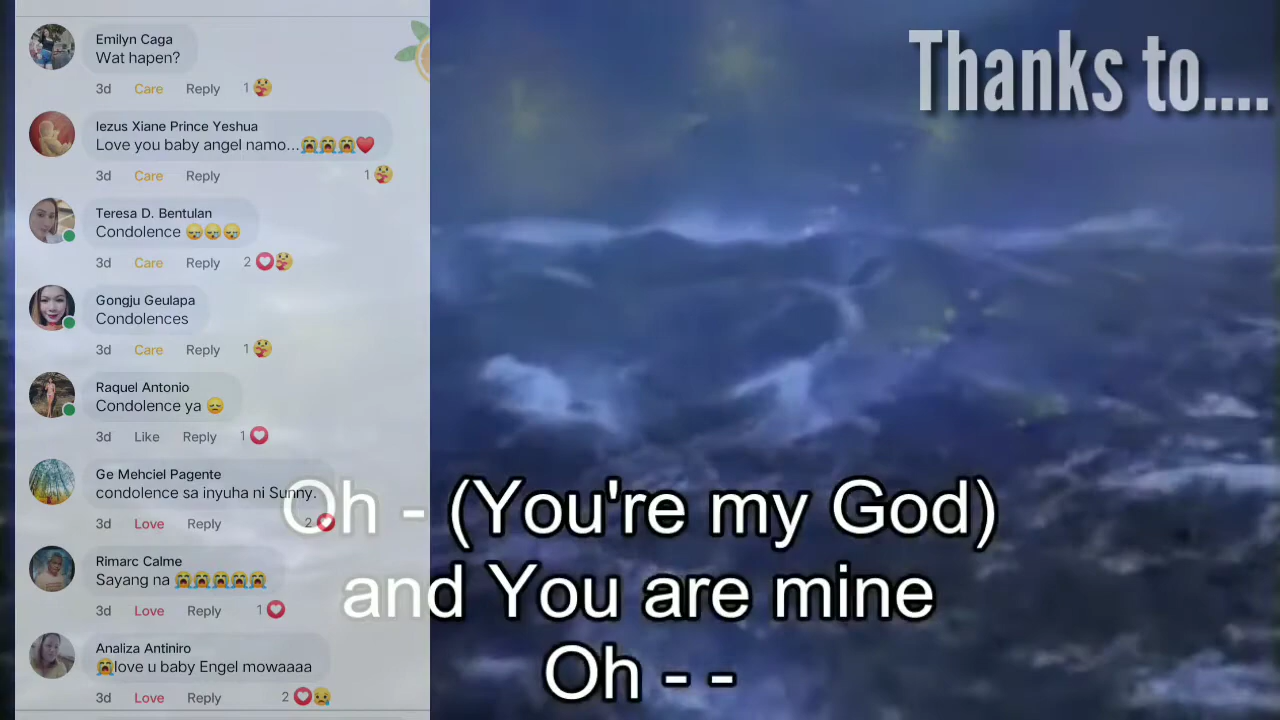 Thanks to....
Emilyn Caga
Wat hapen?
3d Care Reply 1
Iezus Xiane Prince Yeshua
Love you baby angel namo...😭😭😭❤️
3d Care Reply 1
Teresa D. Bentulan
Condolence 😪😪😪
3d Care Reply 2
Gongju Geulapa
Condolences
3d Care Reply 1
Raquel Antonio
Condolence ya 😞
3d Like Reply 1
Ge Mehciel Pagente
condolence sa inyuha ni Sunny.
3d Love Reply 2
Rimarc Calme
Sayang na 😭😭😭😭😭
3d Love Reply 1
Analiza Antiniro
😭love u baby Engel mowaaaa
3d Love Reply 2
Oh - (You're my God)
and You are mine
Oh - -